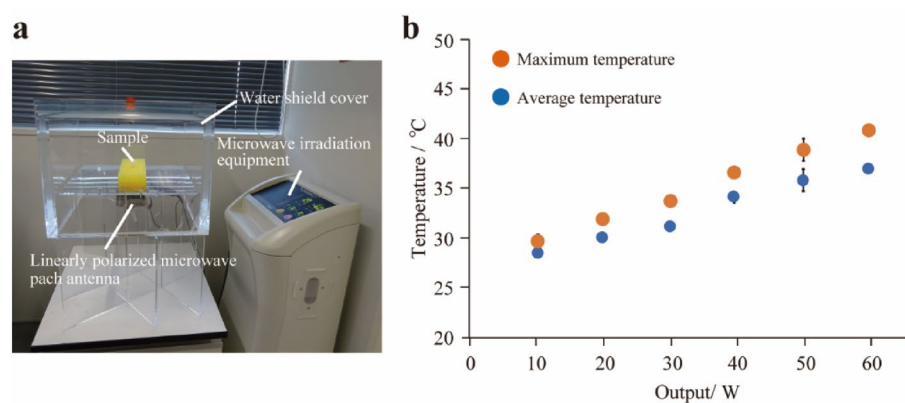 a
Water shield cover
Sample
Microwave irradiation
equipment
Linearly polarized microwave
pach antenna
b
Maximum temperature
Average temperature
Temperature / °C
50
45
40
35
30
25
20
0 10 20 30 40 50 60
Output/ W